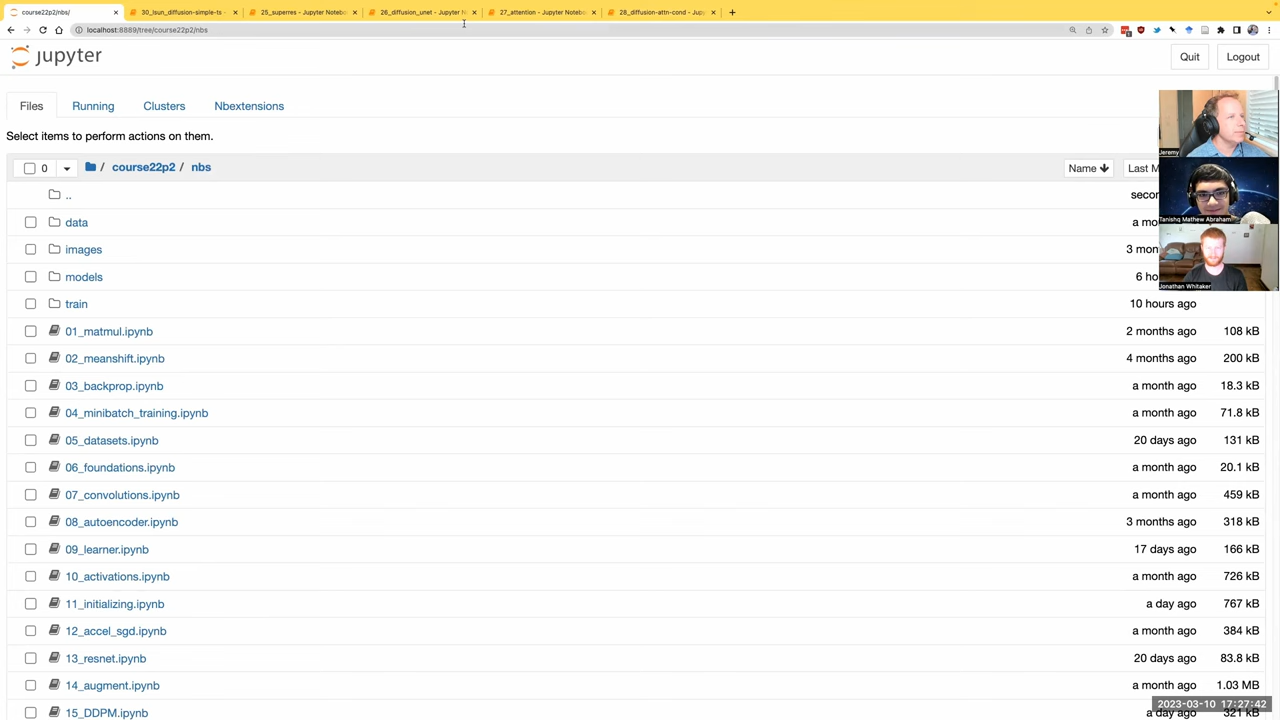 course22p2/nbs/
30_lsun_diffusion-simple-ts -
25_superres - Jupyter Notebo
26_diffusion_unet - Jupyter N
27_attention - Jupyter Notebo
28_diffusion-attn-cond - Jupy
localhost:8889/tree/course22p2/nbs
jupyter
Quit
Logout
Files
Running
Clusters
Nbextensions
Select items to perform actions on them.
0
/ course22p2 / nbs
Name
Last M
..
secon
data
a mo
images
3 mon
models
6 ho
train
10 hours ago
01_matmul.ipynb
2 months ago
108 kB
02_meanshift.ipynb
4 months ago
200 kB
03_backprop.ipynb
a month ago
18.3 kB
04_minibatch_training.ipynb
a month ago
71.8 kB
05_datasets.ipynb
20 days ago
131 kB
06_foundations.ipynb
a month ago
20.1 kB
07_convolutions.ipynb
a month ago
459 kB
08_autoencoder.ipynb
3 months ago
318 kB
09_learner.ipynb
17 days ago
166 kB
10_activations.ipynb
a month ago
726 kB
11_initializing.ipynb
a day ago
767 kB
12_accel_sgd.ipynb
a month ago
384 kB
13_resnet.ipynb
20 days ago
83.8 kB
14_augment.ipynb
a month ago
1.03 MB
15_DDPM.ipynb
a day ago
321 kB
Jeremy
Tanishq Mathew Abraham
Jonathan Whitaker
2023-03-10 17:27:42